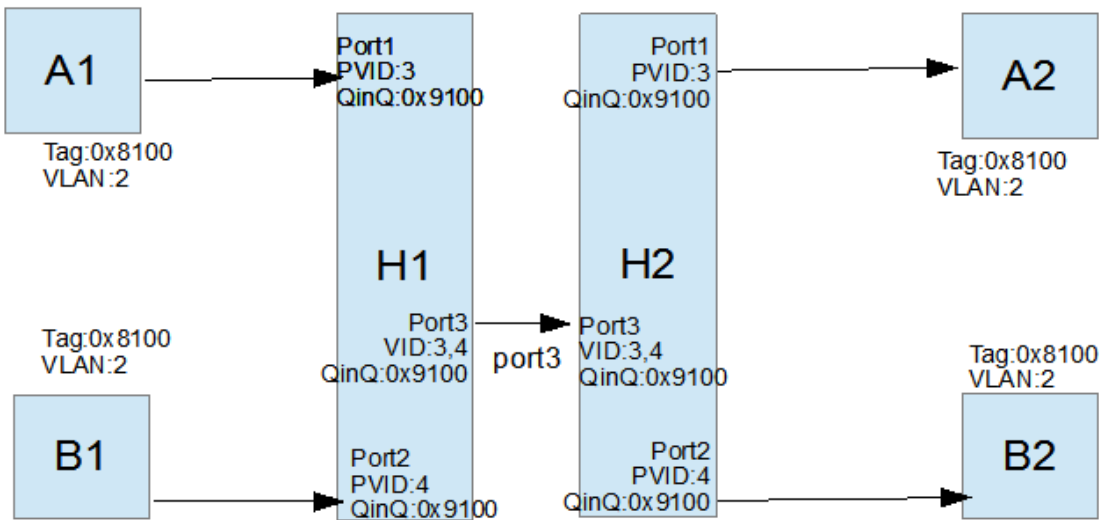 A1
Tag:0x8100
VLAN:2
Port1
PVID:3
QinQ:0x9100
H1
Port3
VID:3,4
QinQ:0x9100
Port2
PVID:4
QinQ:0x9100
Tag:0x8100
VLAN:2
B1
port3
Port1
PVID:3
QinQ:0x9100
H2
Port3
VID:3,4
QinQ:0x9100
Port2
PVID:4
QinQ:0x9100
A2
Tag:0x8100
VLAN:2
Tag:0x8100
VLAN:2
B2